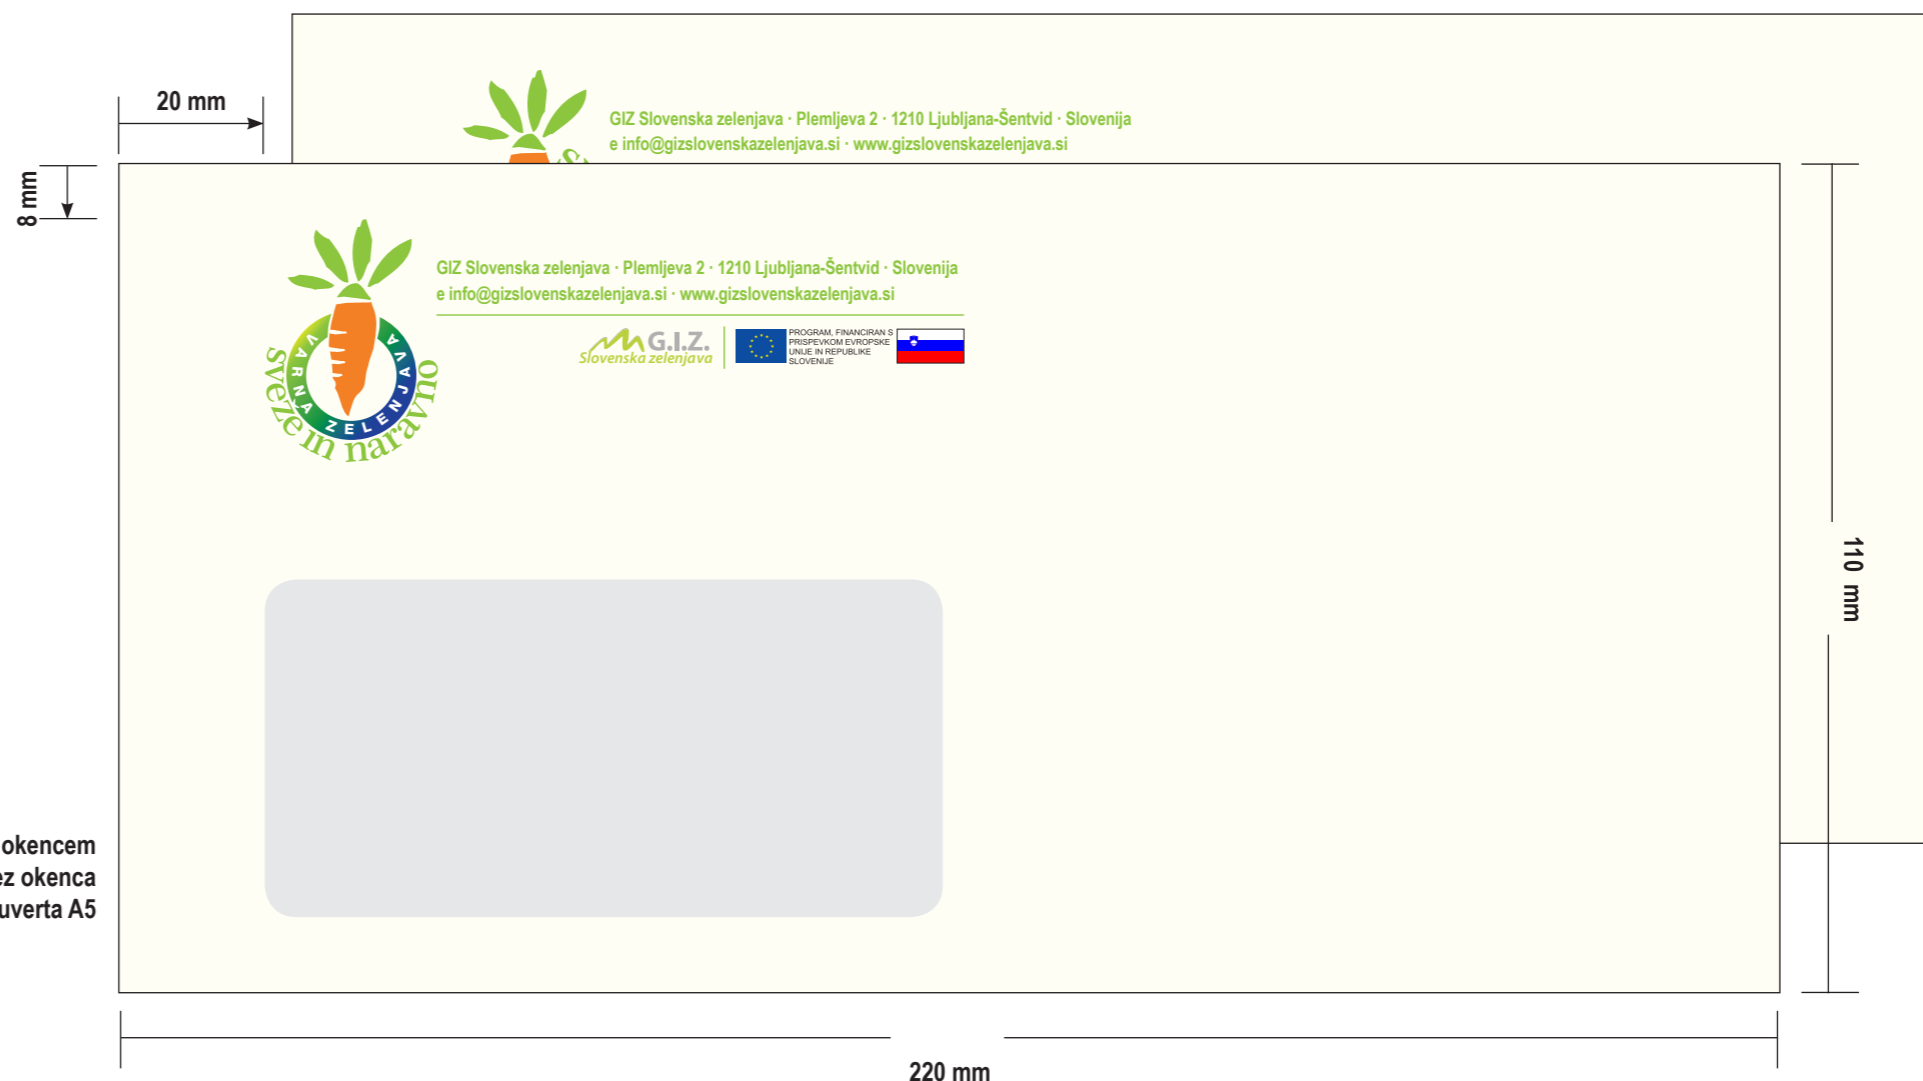 20 mm
GIZ Slovenska zelenjava · Plemljeva 2 · 1210 Ljubljana-Šentvid · Slovenija
e info@gizslovenskazelenjava.si · www.gizslovenskazelenjava.si
8 mm
GIZ Slovenska zelenjava · Plemljeva 2 · 1210 Ljubljana-Šentvid · Slovenija
e info@gizslovenskazelenjava.si · www.gizslovenskazelenjava.si
G.I.Z.
Slovenska zelenjava
PROGRAM, FINANCIRAN S
PRISPEVKOM EVROPSKE
UNIJE IN REPUBLIKE
SLOVENIJE
VARNA ZELENJAVA
sveže in naravno
110 mm
okencem
ez okenca
uverta A5
220 mm